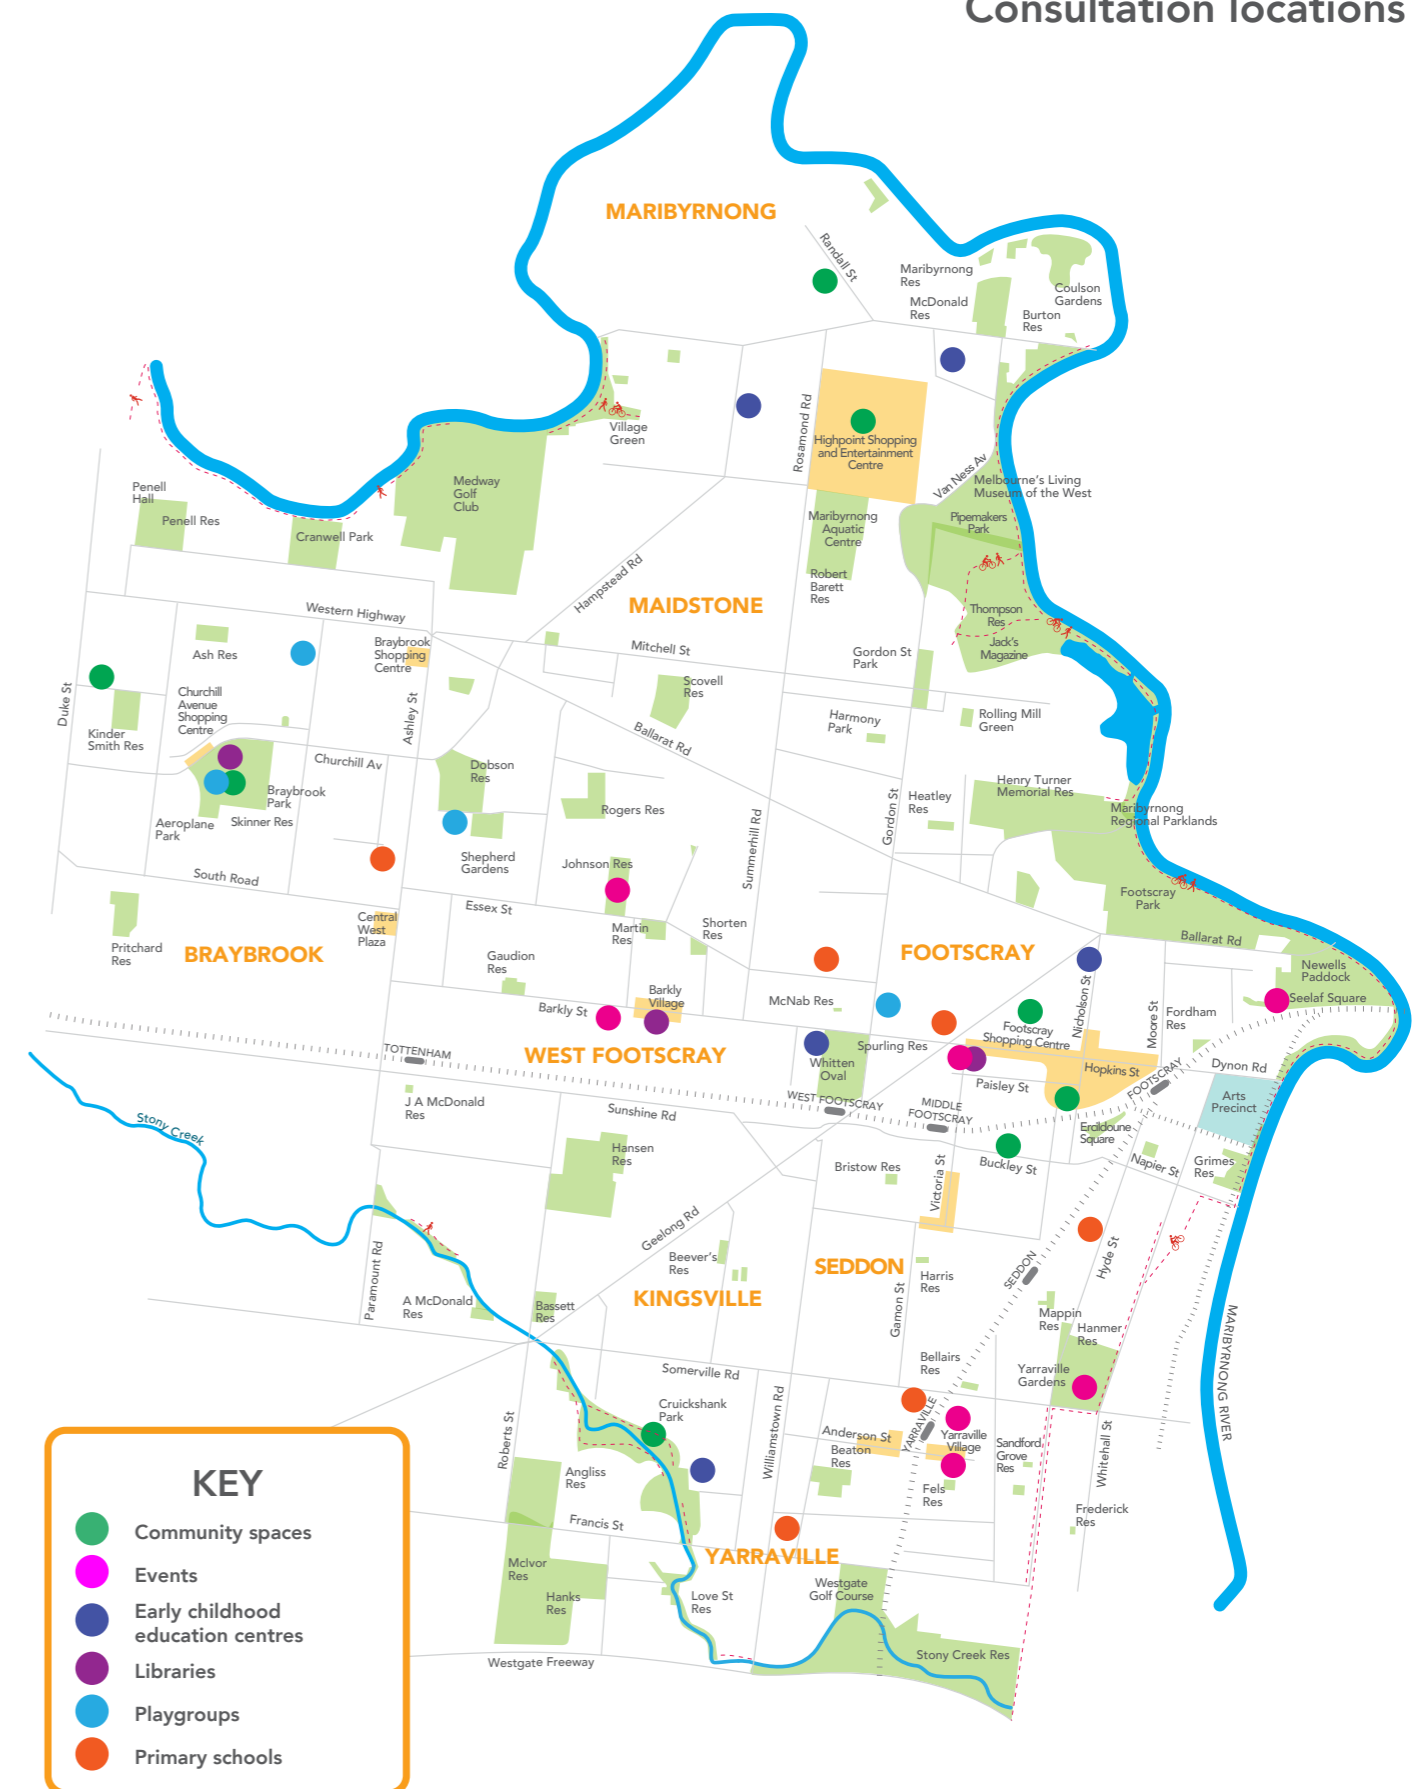 Consultation locations
MARIBYRNONG
Randall St
Maribyrnong
Res
McDonald
Res
Coulson
Gardens
Burton
Res
Village
Green
Rosamond Rd
Highpoint Shopping
and Entertainment
Centre
Van Ness Av
Melbourne's Living
Museum of the West
Medway
Golf
Club
Penell
Hall
Penell Res
Cranwell Park
Maribyrnong
Aquatic
Centre
Pipemakers
Park
Robert
Barett
Res
Hampstead Rd
MAIDSTONE
Western Highway
Thompson
Res
Jack's
Magazine
Ash Res
Braybrook
Shopping
Centre
Mitchell St
Gordon St
Park
Scovell
Res
Duke St
Churchill
Avenue
Shopping
Centre
Ashley St
Kinder
Smith Res
Ballarat Rd
Harmony
Park
Rolling Mill
Green
Churchill Av
Dobson
Res
Braybrook
Park
Henry Turner
Memorial Res
Heatley
Res
Rogers Res
Maribyrnong
Regional Parklands
Aeroplane
Park
Skinner Res
Summerhill Rd
Gordon St
Shepherd
Gardens
Johnson Res
South Road
Footscray
Park
Essex St
Central
West
Plaza
Martin
Res
Shorten
Res
Pritchard
Res
BRAYBROOK
Gaudion
Res
FOOTSCRAY
Ballarat Rd
Newells
Paddock
Seelaf Square
Barkly
Village
Barkly St
McNab Res
Nicholson St
Moore St
Fordham
Res
Footscray
Shopping Centre
TOTTENHAM
WEST FOOTSCRAY
Spurling Res
Whitten
Oval
Hopkins St
Dynon Rd
Paisley St
FOOTSCRAY
Arts
Precinct
J A McDonald
Res
Sunshine Rd
WEST FOOTSCRAY
MIDDLE
FOOTSCRAY
Stony Creek
Ercildoune
Square
Hansen
Res
Bristow Res
Victoria St
Buckley St
Napier St
Grimes
Res
Geelong Rd
Paramount Rd
Beever's
Res
SEDDON
SEDDON
Hyde St
Harris
Res
A McDonald
Res
Bassett
Res
KINGSVILLE
Gamon St
Mappin
Res
Hanmer
Res
MARIBYRNONG RIVER
Somerville Rd
Bellairs
Res
Yarraville
Gardens
Cruickshank
Park
Williamstown Rd
Roberts St
Anderson St
YARRAVILLE
Yarraville
Village
Sandford
Grove
Res
Whitehall St
Beaton
Res
Angliss
Res
Fels
Res
Frederick
Res
Francis St
YARRAVILLE
McIvor
Res
Hanks
Res
Love St
Res
Westgate
Golf Course
Westgate Freeway
Stony Creek Res
KEY
Community spaces
Events
Early childhood
education centres
Libraries
Playgroups
Primary schools